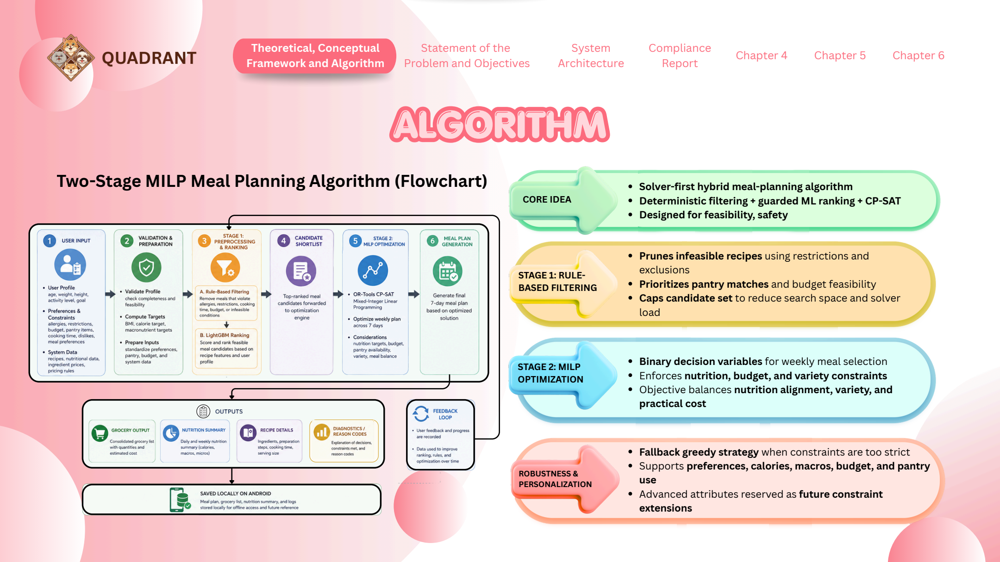 QUADRANT
Theoretical, Conceptual
Framework and Algorithm
Statement of the
Problem and Objectives
System
Architecture
Compliance
Report
Chapter 4
Chapter 5
Chapter 6
ALGORITHM
Two-Stage MILP Meal Planning Algorithm (Flowchart)
1
USER INPUT
• User Profile
age, weight, height,
activity level, goal
• Preferences &
Constraints
allergies, restrictions,
budget, pantry items,
cooking time, dislikes,
meal preferences
• System Data
recipes, nutritional data,
ingredient prices,
pricing rules
2
VALIDATION &
PREPARATION
• Validate Profile
check completeness and
feasibility
• Compute Targets
BMI, calorie target,
macronutrient targets
• Prepare Inputs
standardize preferences,
pantry, budget, and
system data
3
STAGE 1:
PREPROCESSING
& RANKING
A. Rule-Based Filtering
Remove meals that violate
allergies, restrictions, cooking
time, budget, or infeasible
conditions
B. LightGBM Ranking
Score and rank feasible
meal candidates based on
recipe features and user
profile
4
CANDIDATE
SHORTLIST
Top-ranked meal
candidates forwarded
to optimization
engine
5
STAGE 2:
MILP OPTIMIZATION
• OR-Tools CP-SAT
Mixed-Integer Linear
Programming
• Optimize weekly plan
across 7 days
• Considerations
nutrition targets, budget,
pantry availability,
variety, meal balance
6
MEAL PLAN
GENERATION
Generate final
7-day meal plan
based on optimized
solution
OUTPUTS
GROCERY OUTPUT
Consolidated grocery list
with quantities and
estimated cost
NUTRITION SUMMARY
Daily and weekly nutrition
summary (calories,
macros, micros)
RECIPE DETAILS
Ingredients, preparation
steps, cooking time,
serving size
DIAGNOSTICS /
REASON CODES
Explanation of decisions,
constraints met, and
reason codes
FEEDBACK
LOOP
• User feedback and progress
are recorded
• Data used to improve
ranking, rules, and
optimization over time
SAVED LOCALLY ON ANDROID
Meal plan, grocery list, nutrition summary, and logs
stored locally for offline access and future reference
CORE IDEA
• Solver-first hybrid meal-planning algorithm
• Deterministic filtering + guarded ML ranking + CP-SAT
• Designed for feasibility, safety
STAGE 1: RULE-
BASED FILTERING
• Prunes infeasible recipes using restrictions and
exclusions
• Prioritizes pantry matches and budget feasibility
• Caps candidate set to reduce search space and solver
load
STAGE 2: MILP
OPTIMIZATION
• Binary decision variables for weekly meal selection
• Enforces nutrition, budget, and variety constraints
• Objective balances nutrition alignment, variety, and
practical cost
ROBUSTNESS &
PERSONALIZATION
• Fallback greedy strategy when constraints are too strict
• Supports preferences, calories, macros, budget, and pantry
use
• Advanced attributes reserved as future constraint
extensions